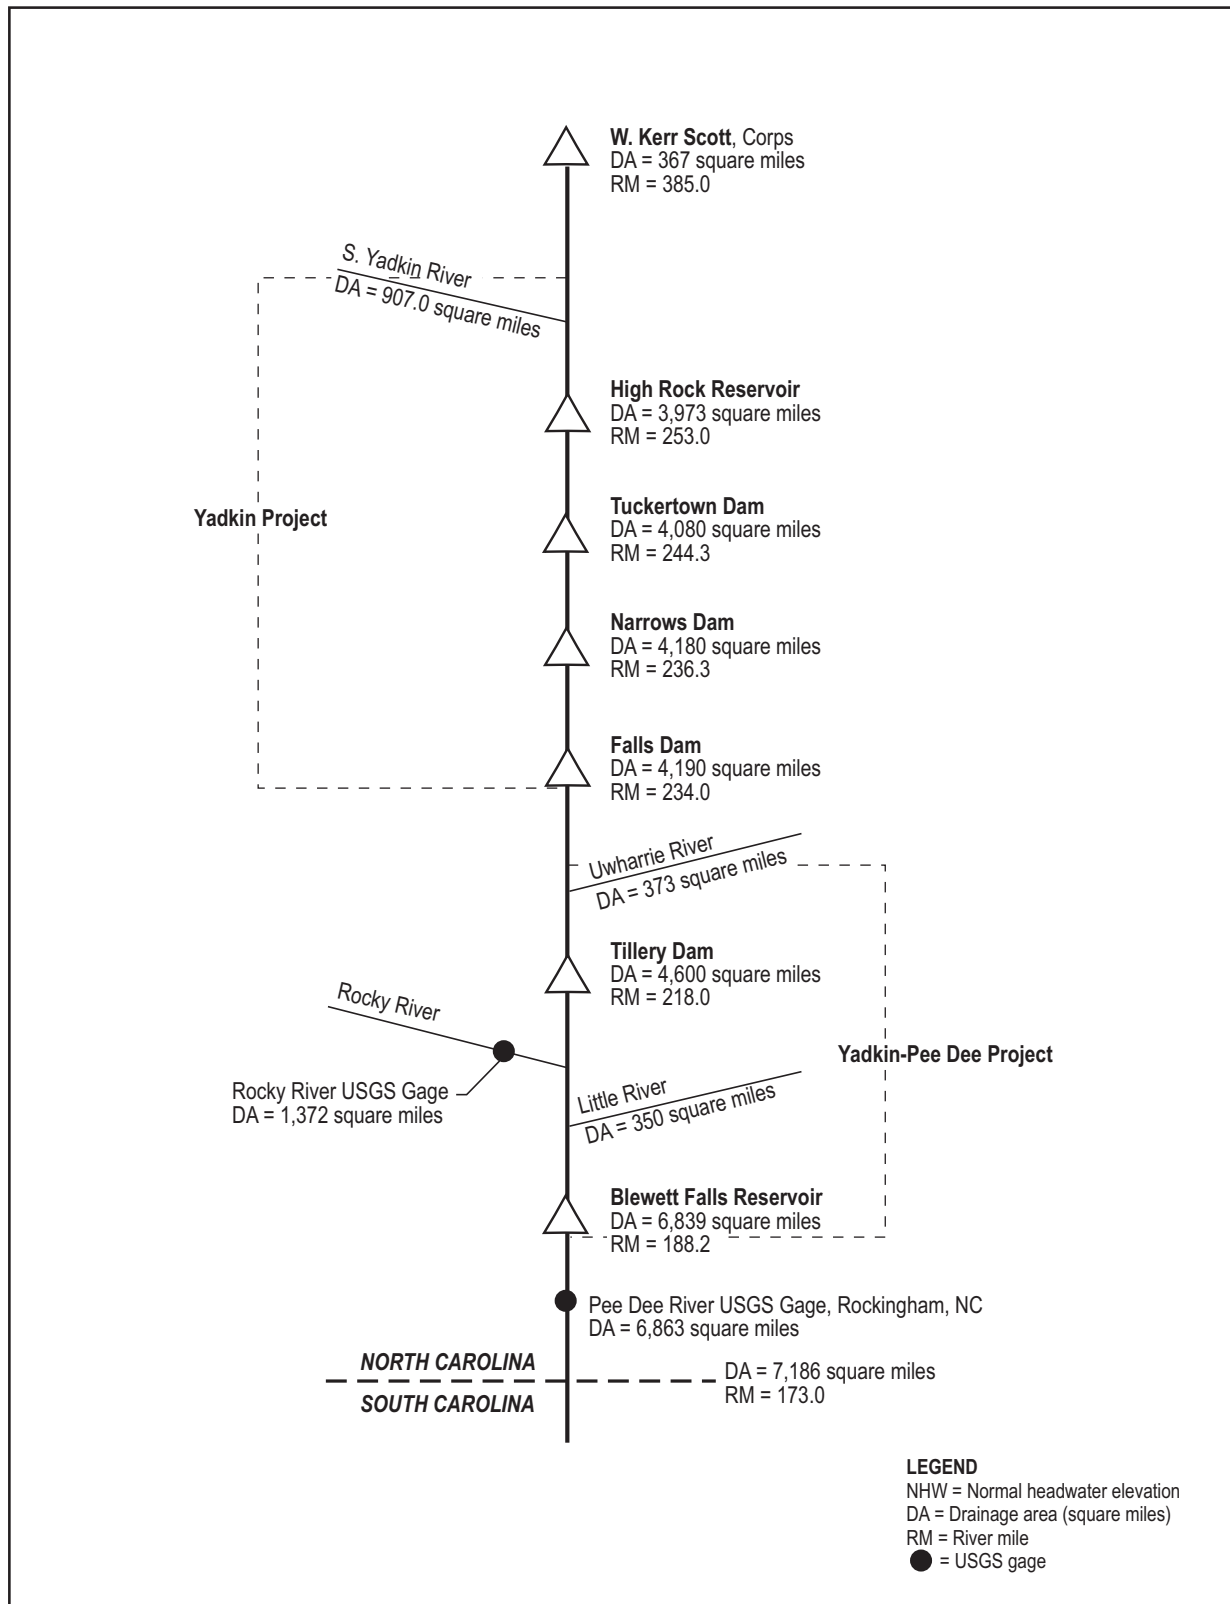 W. Kerr Scott, Corps
DA = 367 square miles
RM = 385.0
S. Yadkin River
DA = 907.0 square miles
High Rock Reservoir
DA = 3,973 square miles
RM = 253.0
Yadkin Project
Tuckertown Dam
DA = 4,080 square miles
RM = 244.3
Narrows Dam
DA = 4,180 square miles
RM = 236.3
Falls Dam
DA = 4,190 square miles
RM = 234.0
Uwharrie River
DA = 373 square miles
Tillery Dam
DA = 4,600 square miles
RM = 218.0
Rocky River
Yadkin-Pee Dee Project
Rocky River USGS Gage
DA = 1,372 square miles
Little River
DA = 350 square miles
Blewett Falls Reservoir
DA = 6,839 square miles
RM = 188.2
Pee Dee River USGS Gage, Rockingham, NC
DA = 6,863 square miles
NORTH CAROLINA
SOUTH CAROLINA
DA = 7,186 square miles
RM = 173.0
LEGEND
NHW = Normal headwater elevation
DA = Drainage area (square miles)
RM = River mile
= USGS gage